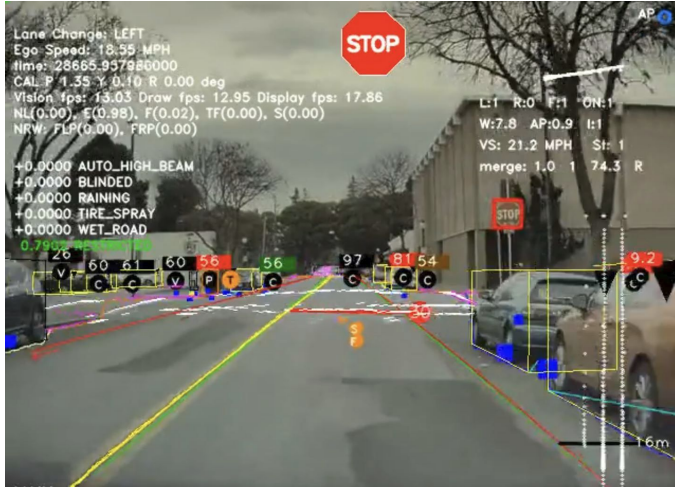 STOP
AP
Lane Change: LEFT
Ego Speed: 18.55 MPH
time: 28665.957986000
CAL P 1.35 Y 0.10 R 0.00 deg
Vision fps: 13.03 Draw fps: 12.95 Display fps: 17.86
NL(0.00), E(0.98), F(0.02), TF(0.00), S(0.00)
NRW: FLP(0.00), FRP(0.00)
L:1 R:0 F:1 ON:1
W:7.8 AP:0.9 I:1
VS: 21.2 MPH St: 1
merge: 1.0 1 74.3 R
+0.0000 AUTO_HIGH_BEAM
+0.0000 BLINDED
+0.0000 RAINING
+0.0000 TIRE_SPRAY
+0.0000 WET_ROAD
STOP
26 60 61 60 56 56 97 81 54 9.2
V C C V P T C C C C
30
S
F
16m